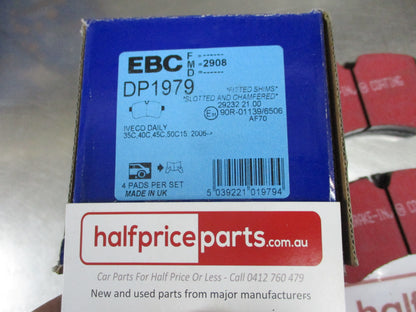 EBC F ------
M -2908
D ------
DP1979
*FITTED SHIMS*
*SLOTTED AND CHAMFERED*
29232 21.00
E11 90R-01139/6506
AF70
IVECO DAILY
35C,40C,45C,50C15 2006->
4 PADS PER SET
MADE IN UK
5 039221 019794
halfpriceparts.com.au
Car Parts For Half Price Or Less - Call 0412 760 479
New and used parts from major manufacturers